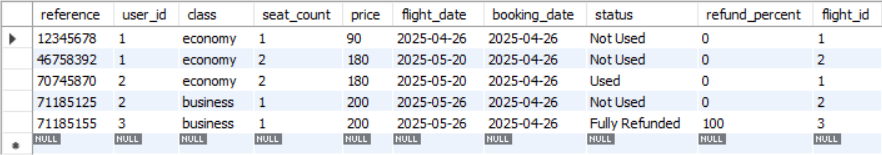 reference user_id class seat_count price flight_date booking_date status refund_percent flight_id
12345678 1 economy 1 90 2025-04-26 2025-04-26 Not Used 0 1
46758392 1 economy 2 180 2025-05-20 2025-04-26 Not Used 0 2
70745870 2 economy 2 180 2025-05-20 2025-04-26 Used 0 1
71185125 2 business 1 200 2025-05-26 2025-04-26 Not Used 0 2
71185155 3 business 1 200 2025-05-26 2025-04-26 Fully Refunded 100 3
NULL NULL NULL NULL NULL NULL NULL NULL NULL NULL